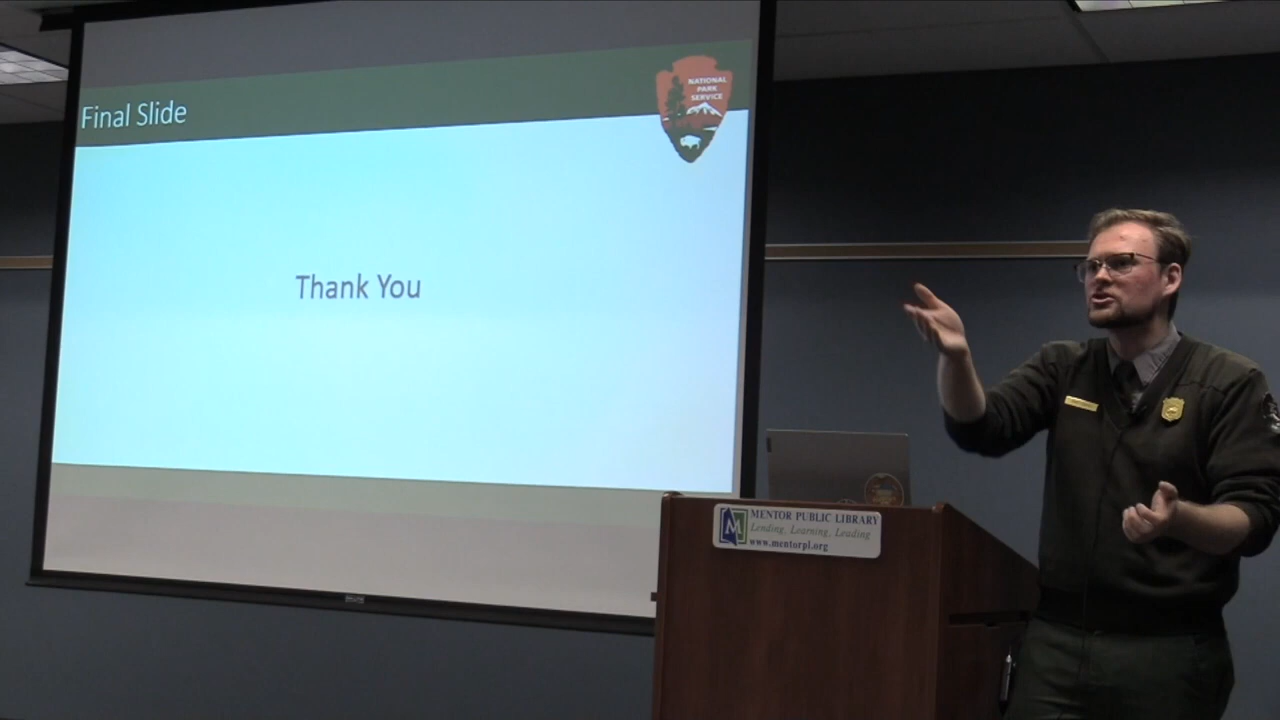 Final Slide
NATIONAL
PARK
SERVICE
Thank You
MENTOR PUBLIC LIBRARY
Lending, Learning, Leading
www.mentorpl.org
M